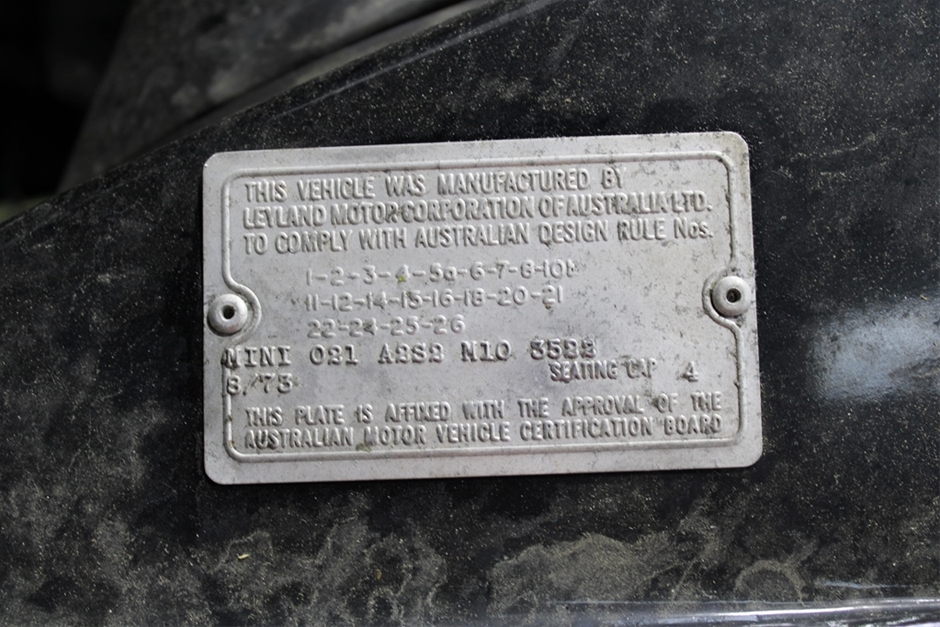 THIS VEHICLE WAS MANUFACTURED BY
LEYLAND MOTOR CORPORATION OF AUSTRALIA LTD.
TO COMPLY WITH AUSTRALIAN DESIGN RULE Nos.
1-2-3-4-5a-6-7-8-10b
11-12-14-15-16-18-20-21
22-24-25-26
MINI 021 A2S2 M10 3522
SEATING CAP 4
8/73
THIS PLATE IS AFFIXED WITH THE APPROVAL OF THE
AUSTRALIAN MOTOR VEHICLE CERTIFICATION BOARD